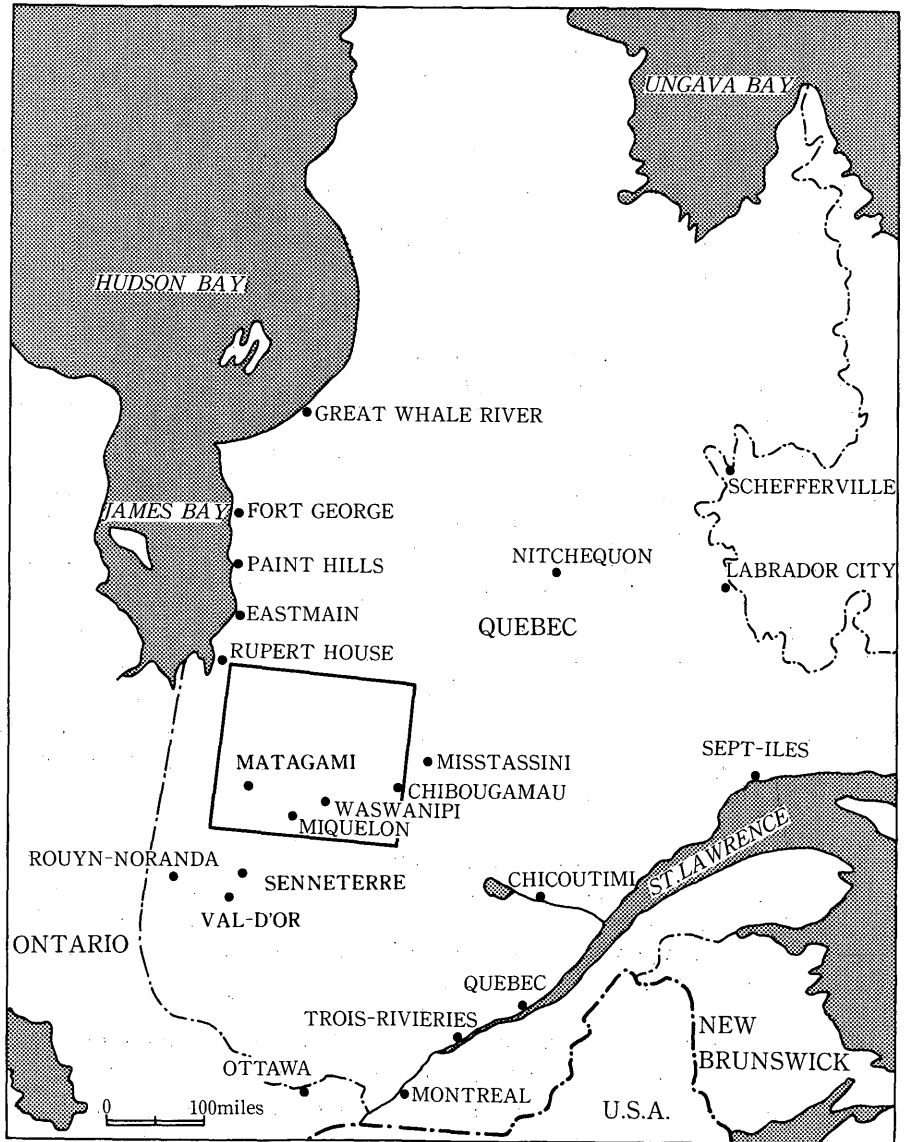 UNGAVA BAY
HUDSON BAY
GREAT WHALE RIVER
SCHEFFERVILLE
JAMES BAY
FORT GEORGE
NITCHEQUON
PAINT HILLS
LABRADOR CITY
EASTMAIN
QUEBEC
RUPERT HOUSE
SEPT-ILES
MATAGAMI
MISSTASSINI
CHIBOUGAMAU
WASWANIPI
MIQUELON
ROUYN-NORANDA
SENNETERRE
CHICOUTIMI
ST.LAWRENCE
VAL-D'OR
ONTARIO
QUEBEC
TROIS-RIVIERIES
NEW
BRUNSWICK
OTTAWA
MONTREAL
0 100miles
U.S.A.